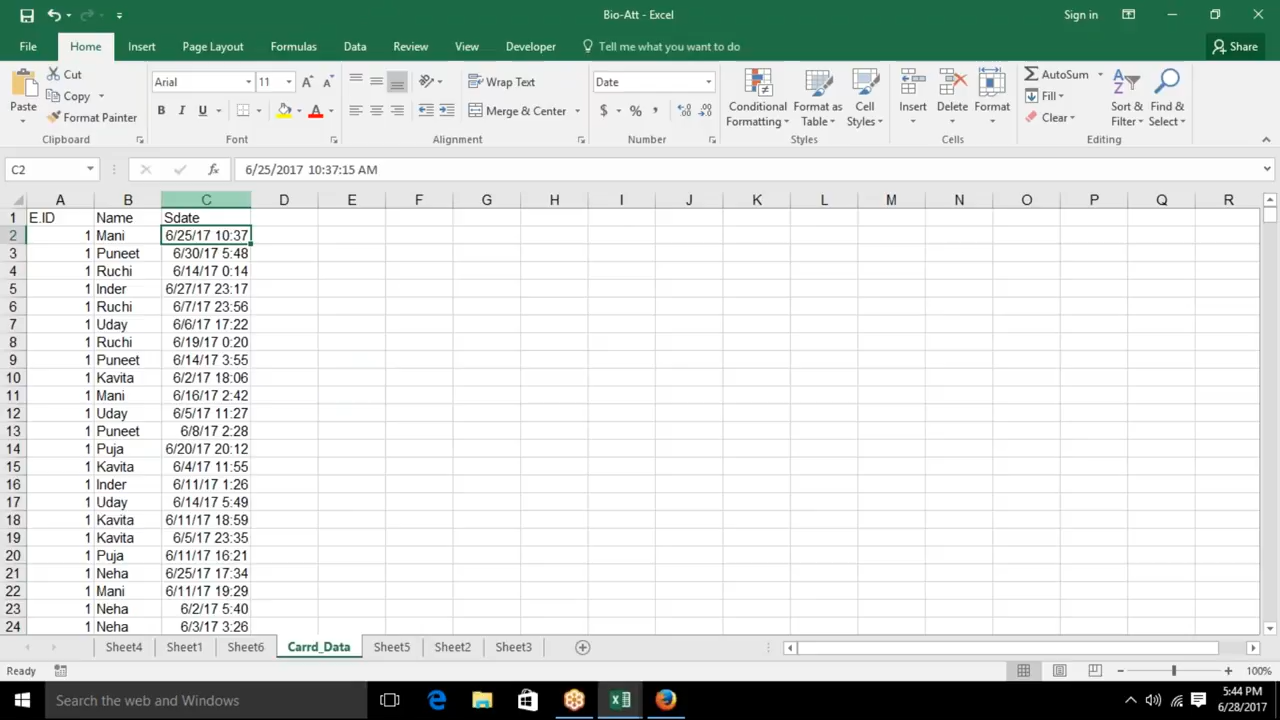 Bio-Att - Excel
Sign in
File Home Insert Page Layout Formulas Data Review View Developer Tell me what you want to do Share
Paste Cut Copy Format Painter
Arial 11
B I U A
Wrap Text Merge & Center
Date
$ % ,
Conditional Formatting Format as Table Cell Styles
Insert Delete Format
AutoSum Fill Clear Sort & Filter Find & Select
Clipboard Font Alignment Number Styles Cells Editing
C2 fx 6/25/2017 10:37:15 AM
A B C D E F G H I J K L M N O P Q R
1 E.ID Name Sdate
2 1 Mani 6/25/17 10:37
3 1 Puneet 6/30/17 5:48
4 1 Ruchi 6/14/17 0:14
5 1 Inder 6/27/17 23:17
6 1 Ruchi 6/7/17 23:56
7 1 Uday 6/6/17 17:22
8 1 Ruchi 6/19/17 0:20
9 1 Puneet 6/14/17 3:55
10 1 Kavita 6/2/17 18:06
11 1 Mani 6/16/17 2:42
12 1 Uday 6/5/17 11:27
13 1 Puneet 6/8/17 2:28
14 1 Puja 6/20/17 20:12
15 1 Kavita 6/4/17 11:55
16 1 Inder 6/11/17 1:26
17 1 Uday 6/14/17 5:49
18 1 Kavita 6/11/17 18:59
19 1 Kavita 6/5/17 23:35
20 1 Puja 6/11/17 16:21
21 1 Neha 6/25/17 17:34
22 1 Mani 6/11/17 19:29
23 1 Neha 6/2/17 5:40
24 1 Neha 6/3/17 3:26
Sheet4 Sheet1 Sheet6 Carrd_Data Sheet5 Sheet2 Sheet3
Ready 100%
Search the web and Windows
5:44 PM
6/28/2017